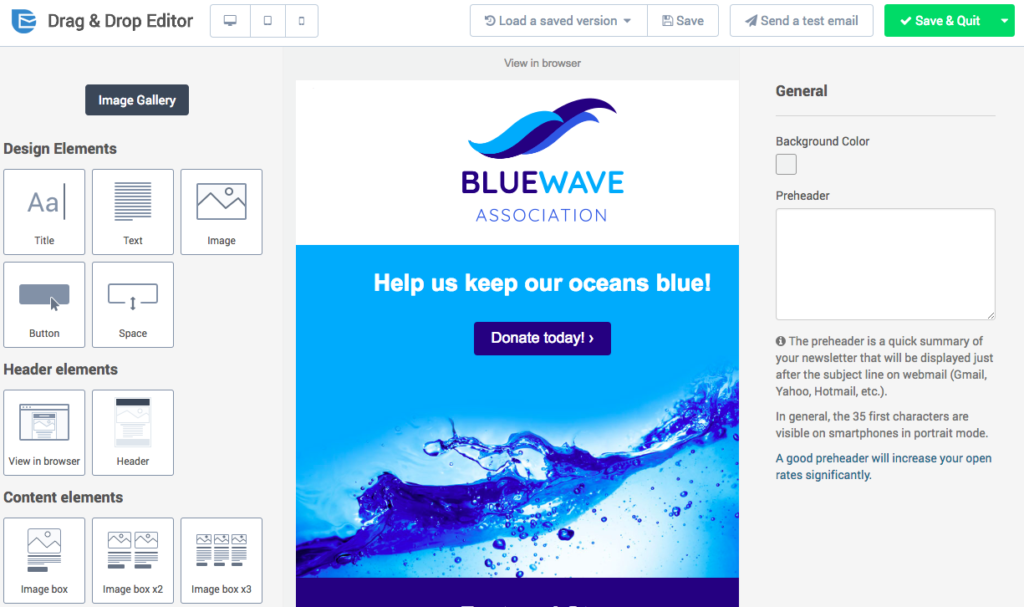 Drag & Drop Editor
Load a saved version
Save
Send a test email
Save & Quit
Image Gallery
Design Elements
Aa
Title
Text
Image
Button
Space
Header elements
View in browser
Header
Content elements
Image box
Image box x2
Image box x3
View in browser
BLUEWAVE
ASSOCIATION
Help us keep our oceans blue!
Donate today! ›
General
Background Color
Preheader
The preheader is a quick summary of
your newsletter that will be displayed just
after the subject line on webmail (Gmail,
Yahoo, Hotmail, etc.).
In general, the 35 first characters are
visible on smartphones in portrait mode.
A good preheader will increase your open
rates significantly.